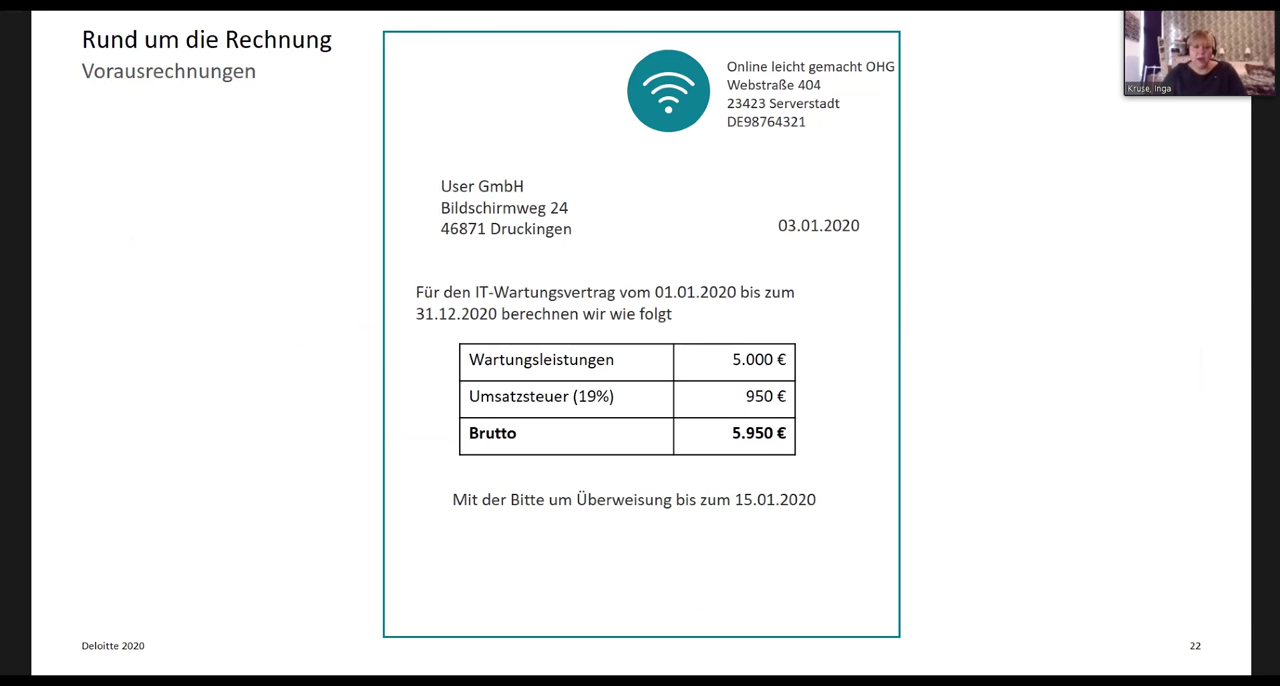 Rund um die Rechnung
Vorausrechnungen
Online leicht gemacht OHG
Webstraße 404
23423 Serverstadt
DE98764321
Kruse, Inga
User GmbH
Bildschirmweg 24
46871 Druckingen
03.01.2020
Für den IT-Wartungsvertrag vom 01.01.2020 bis zum
31.12.2020 berechnen wir wie folgt
Wartungsleistungen 5.000 €
Umsatzsteuer (19%) 950 €
Brutto 5.950 €
Mit der Bitte um Überweisung bis zum 15.01.2020
Deloitte 2020
22